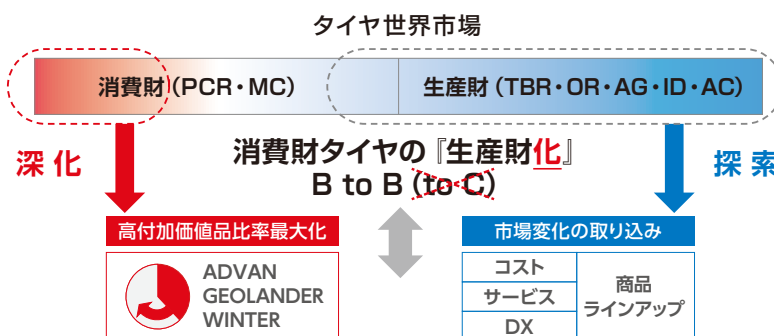 タイヤ世界市場
消費財（PCR・MC）
生産財（TBR・OR・AG・ID・AC）
深化
消費財タイヤの『生産財化』
B to B（to C）
探索
高付加価値品比率最大化
ADVAN
GEOLANDER
WINTER
市場変化の取り込み
コスト
サービス
DX
商品
ラインアップ